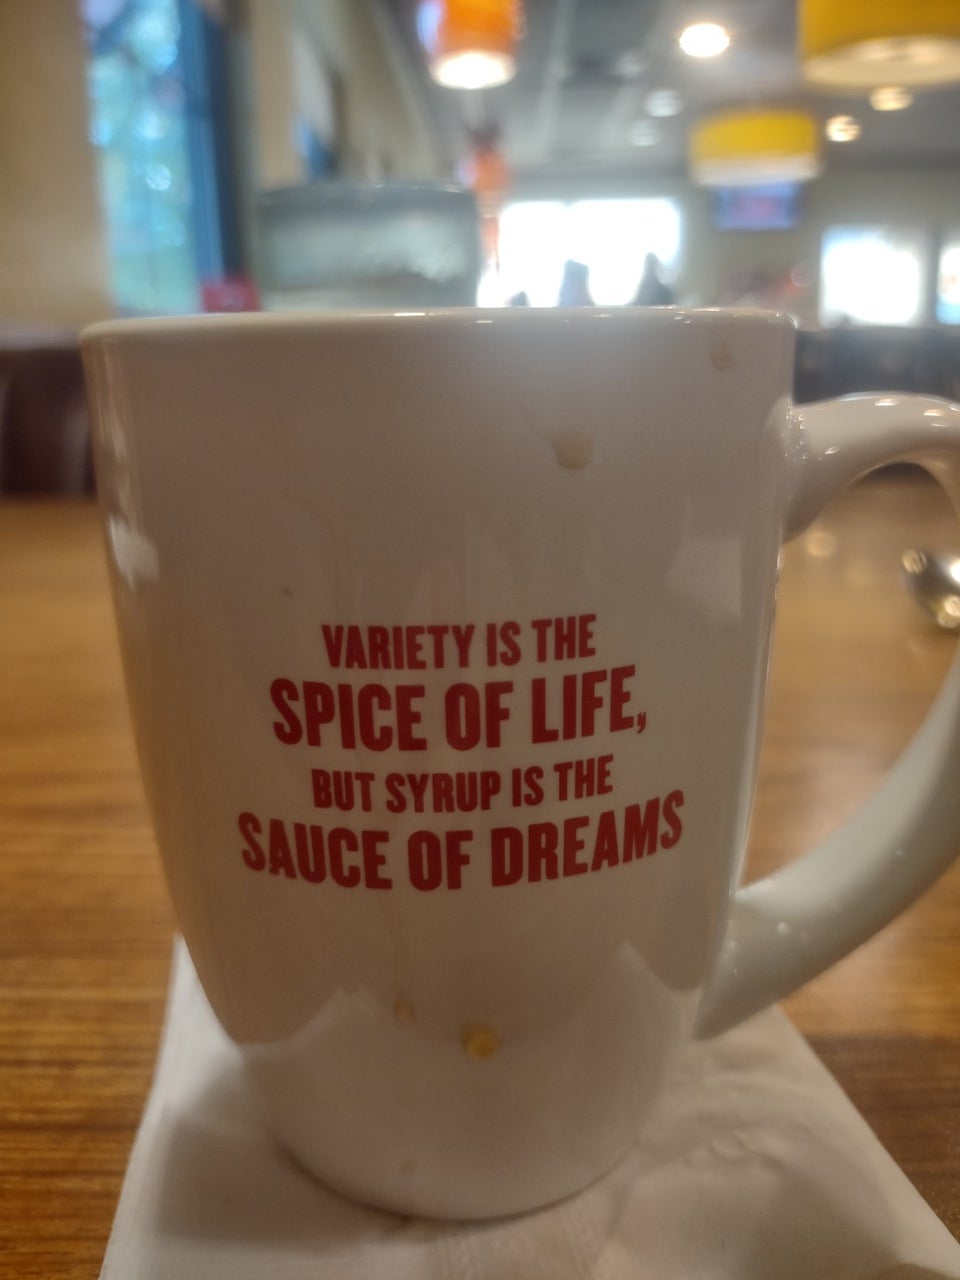 VARIETY IS THE
SPICE OF LIFE,
BUT SYRUP IS THE
SAUCE OF DREAMS